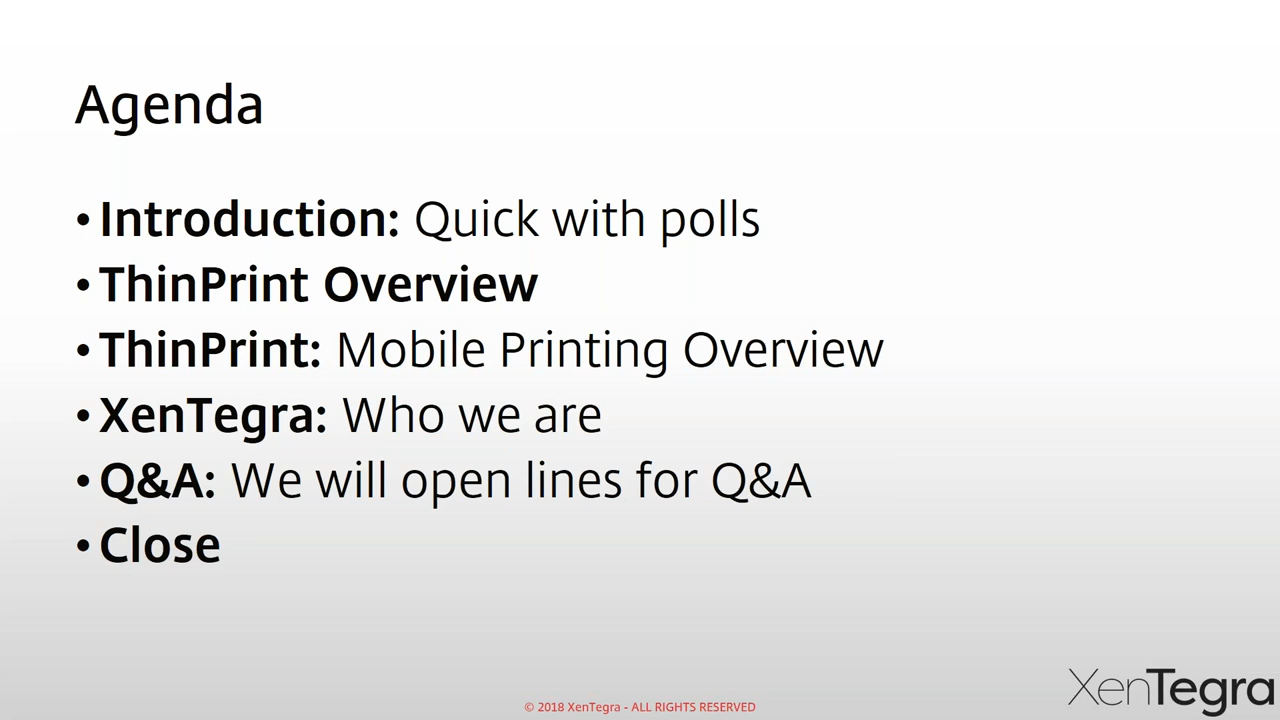 Agenda
• Introduction: Quick with polls
• ThinPrint Overview
• ThinPrint: Mobile Printing Overview
• XenTegra: Who we are
• Q&A: We will open lines for Q&A
• Close
© 2018 XenTegra - ALL RIGHTS RESERVED
XenTegra